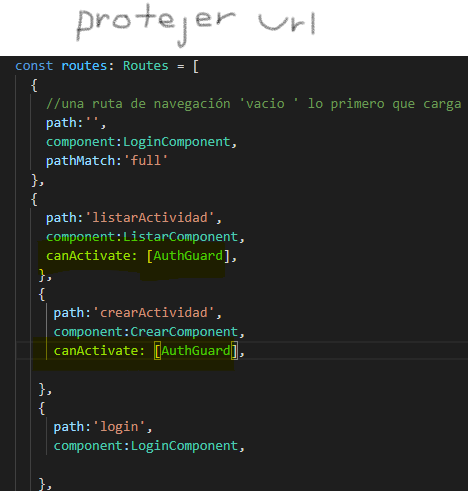 protejer url
const routes: Routes = [
{
//una ruta de navegación 'vacio ' lo primero que carga
path:'',
component:LoginComponent,
pathMatch:'full'
},
{
path:'listarActividad',
component:ListarComponent,
canActivate: [AuthGuard],
},
{
path:'crearActividad',
component:CrearComponent,
canActivate: [AuthGuard],
},
{
path:'login',
component:LoginComponent,
},